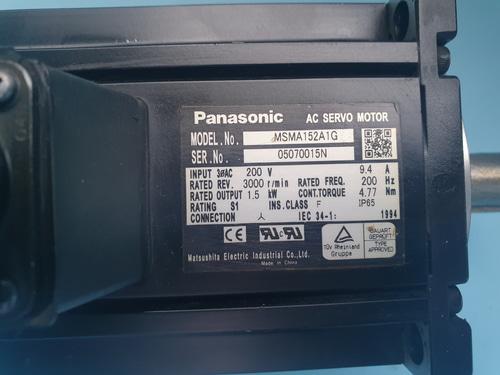 Panasonic AC SERVO MOTOR
MODEL.No. MSMA152A1G
SER.No. 05070015N
INPUT 3øAC 200 V 9.4 A
RATED REV. 3000 r/min RATED FREQ. 200 Hz
RATED OUTPUT 1.5 kW CONT.TORQUE 4.77 Nm
RATING S1 INS.CLASS F IP65
CONNECTION 人 IEC 34-1: 1994
CE
TÜV Rheinland
Gruppe
BAUART
GEPRÜFT
TYPE
APPROVED
Matsushita Electric Industrial Co.,Ltd.
Made in China